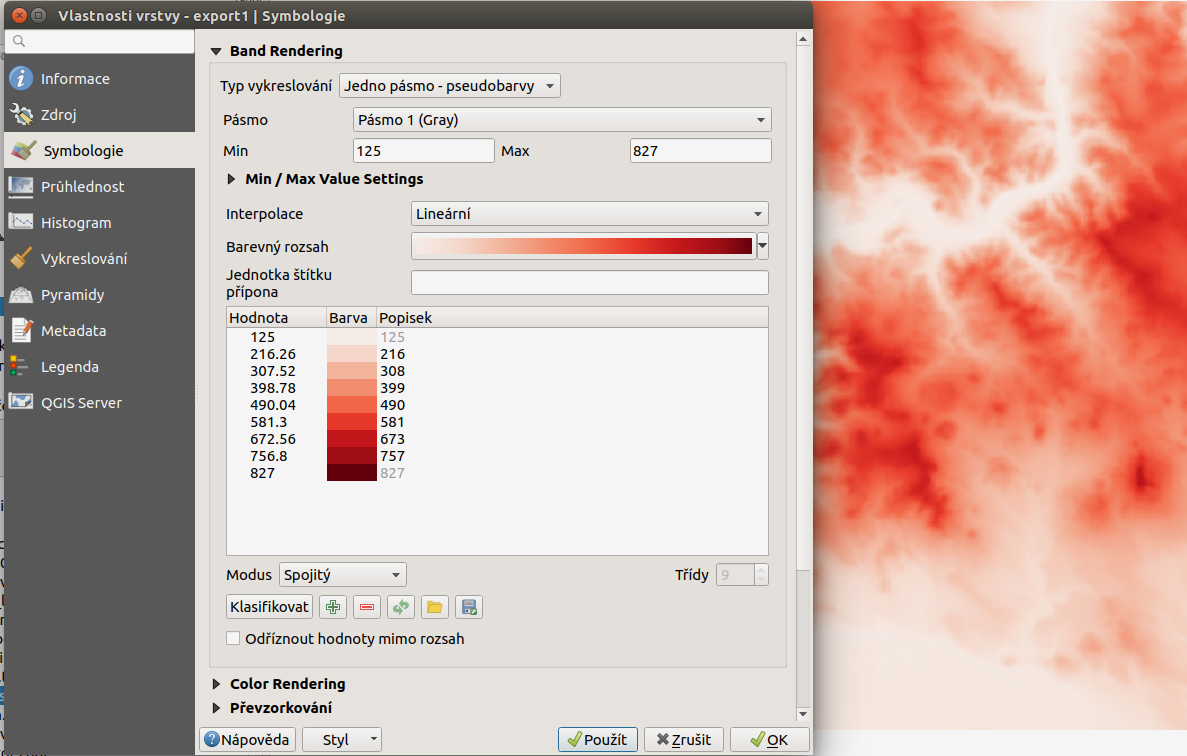 Vlastnosti vrstvy - export1 | Symbologie
Informace
Zdroj
Symbologie
Průhlednost
Histogram
Vykreslování
Pyramidy
Metadata
Legenda
QGIS Server
Band Rendering
Typ vykreslování Jedno pásmo - pseudobarvy
Pásmo Pásmo 1 (Gray)
Min 125 Max 827
Min / Max Value Settings
Interpolace Lineární
Barevný rozsah
Jednotka štítku
přípona
Hodnota Barva Popisek
125 125
216.26 216
307.52 308
398.78 399
490.04 490
581.3 581
672.56 673
756.8 757
827 827
Modus Spojitý Třídy 9
Klasifikovat
Odříznout hodnoty mimo rozsah
Color Rendering
Převzorkování
Nápověda Styl Použít Zrušit OK